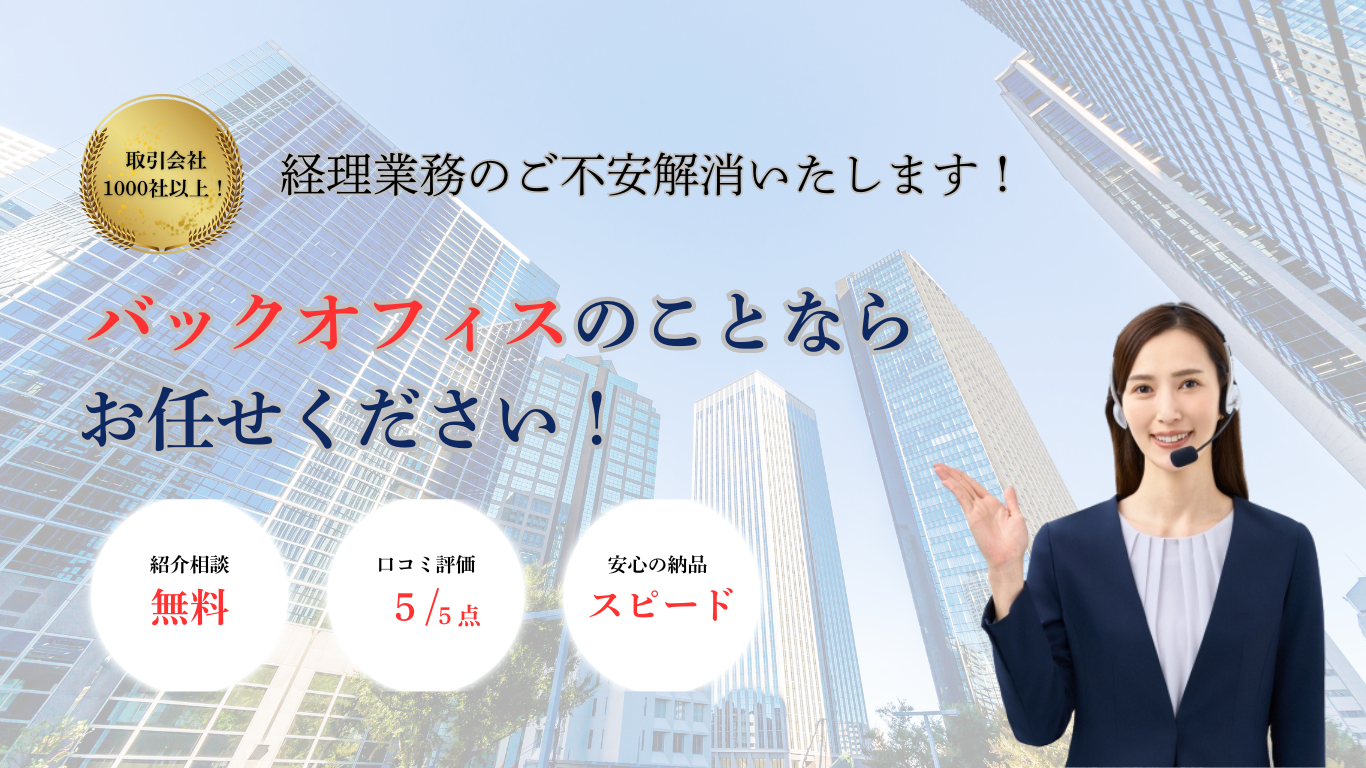 取引会社
1000社以上！
経理業務のご不安解消いたします！
バックオフィスのことなら
お任せください！
紹介相談
無料
口コミ評価
5/5点
安心の納品
スピード